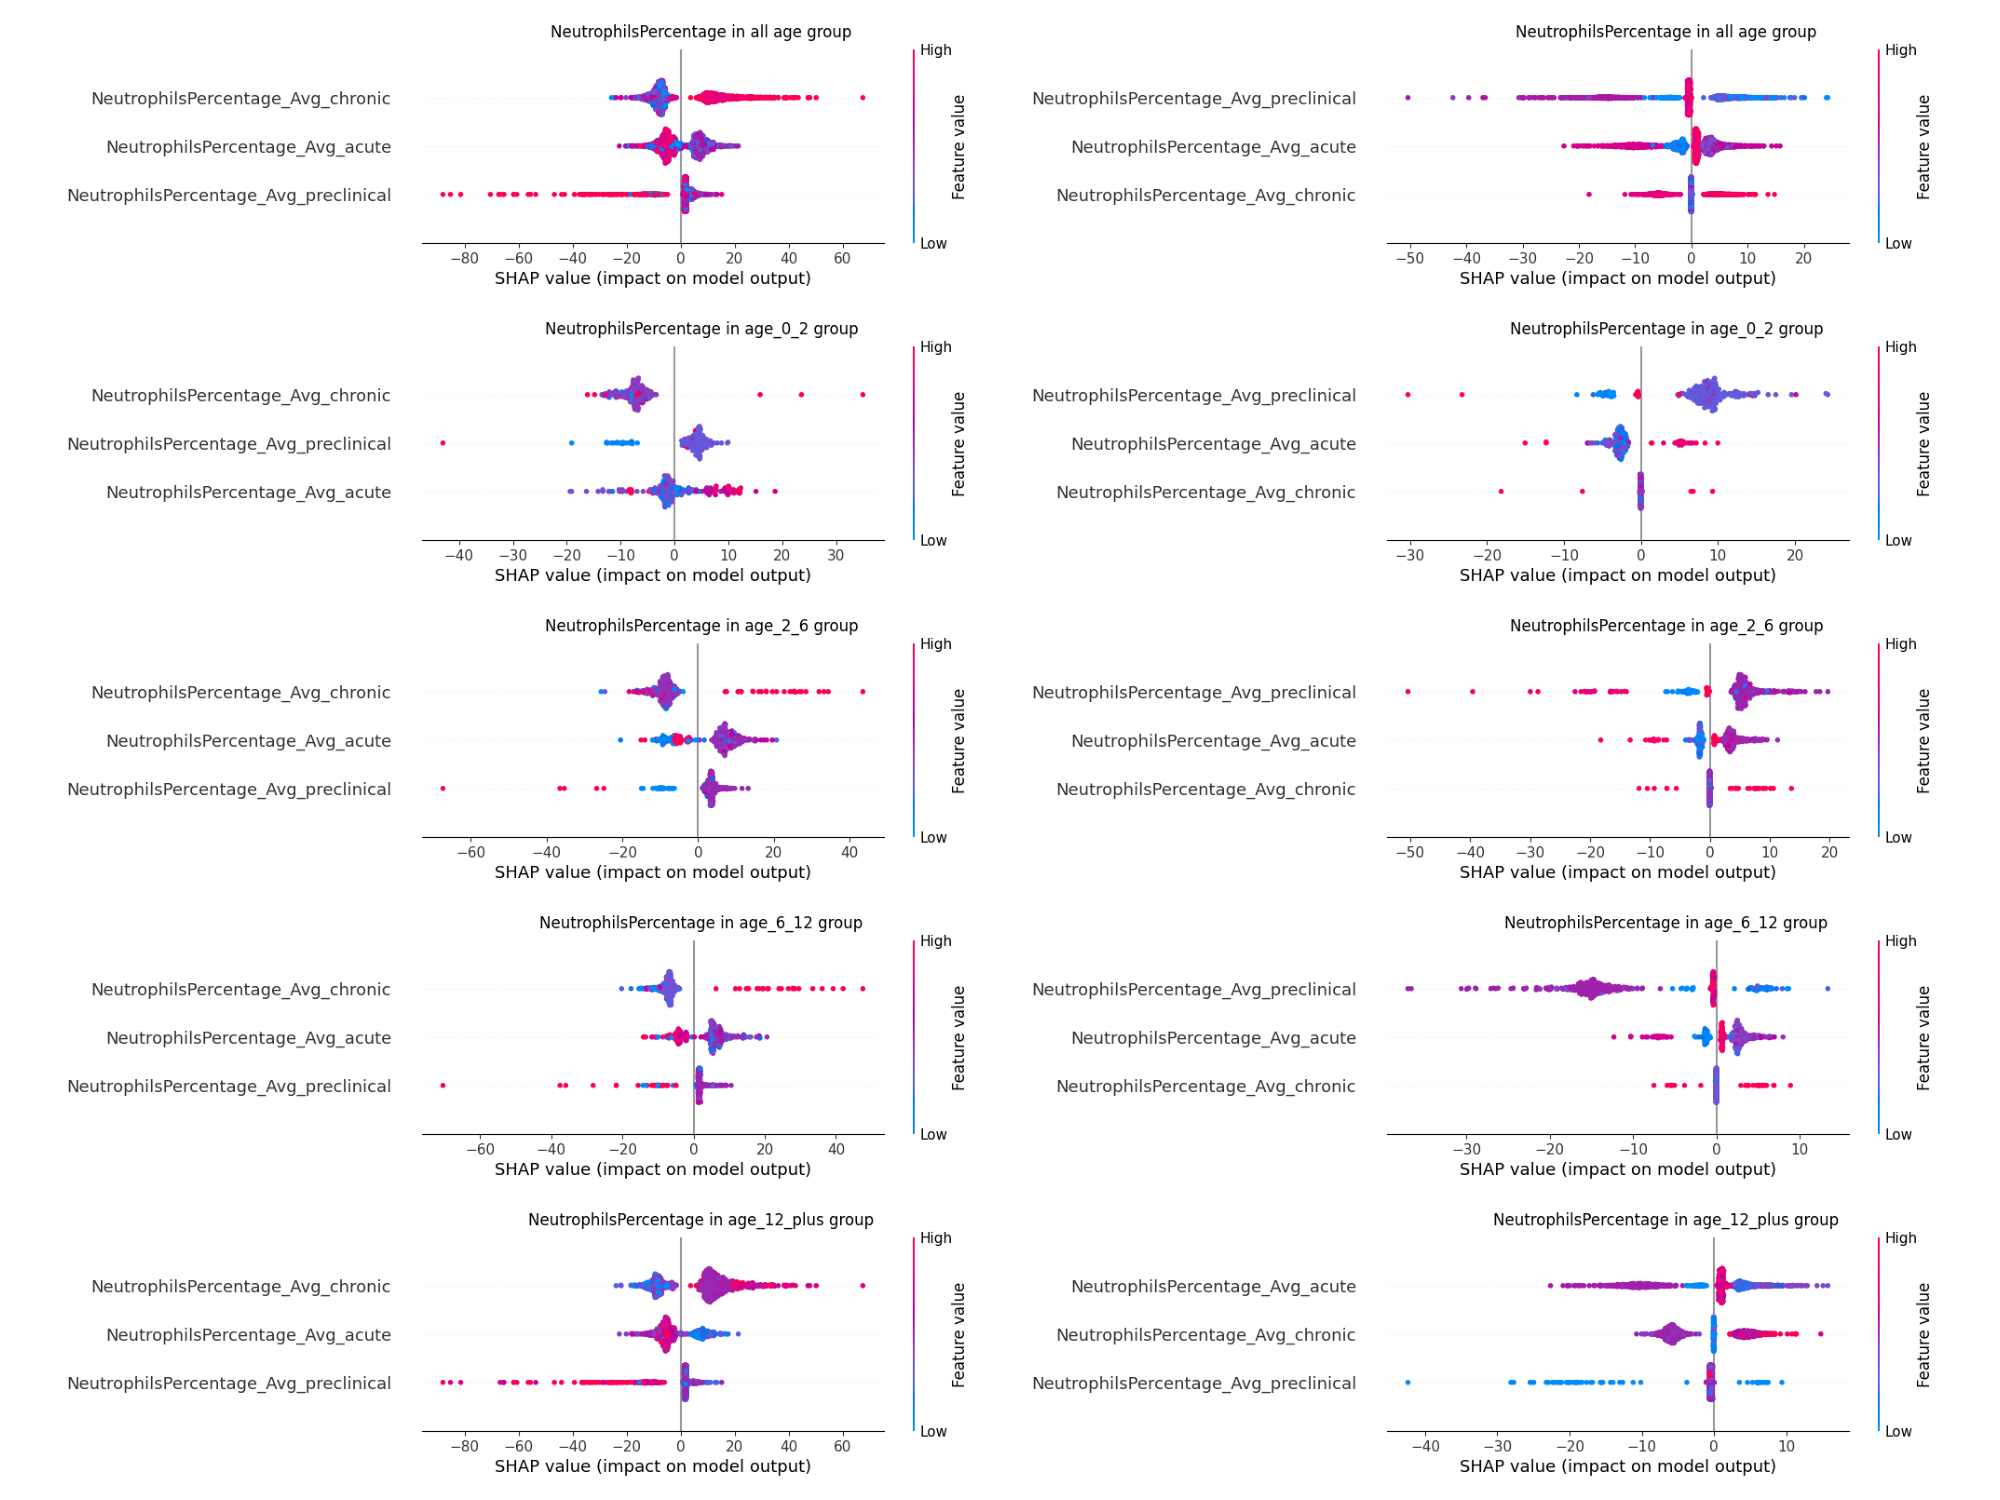 NeutrophilsPercentage in all age group
High
NeutrophilsPercentage_Avg_chronic
NeutrophilsPercentage_Avg_acute
NeutrophilsPercentage_Avg_preclinical
Feature value
Low
−80 −60 −40 −20 0 20 40 60
SHAP value (impact on model output)
NeutrophilsPercentage in all age group
High
NeutrophilsPercentage_Avg_preclinical
NeutrophilsPercentage_Avg_acute
NeutrophilsPercentage_Avg_chronic
Feature value
Low
−50 −40 −30 −20 −10 0 10 20
SHAP value (impact on model output)
NeutrophilsPercentage in age_0_2 group
High
NeutrophilsPercentage_Avg_chronic
NeutrophilsPercentage_Avg_preclinical
NeutrophilsPercentage_Avg_acute
Feature value
Low
−40 −30 −20 −10 0 10 20 30
SHAP value (impact on model output)
NeutrophilsPercentage in age_0_2 group
High
NeutrophilsPercentage_Avg_preclinical
NeutrophilsPercentage_Avg_acute
NeutrophilsPercentage_Avg_chronic
Feature value
Low
−30 −20 −10 0 10 20
SHAP value (impact on model output)
NeutrophilsPercentage in age_2_6 group
High
NeutrophilsPercentage_Avg_chronic
NeutrophilsPercentage_Avg_acute
NeutrophilsPercentage_Avg_preclinical
Feature value
Low
−60 −40 −20 0 20 40
SHAP value (impact on model output)
NeutrophilsPercentage in age_2_6 group
High
NeutrophilsPercentage_Avg_preclinical
NeutrophilsPercentage_Avg_acute
NeutrophilsPercentage_Avg_chronic
Feature value
Low
−50 −40 −30 −20 −10 0 10 20
SHAP value (impact on model output)
NeutrophilsPercentage in age_6_12 group
High
NeutrophilsPercentage_Avg_chronic
NeutrophilsPercentage_Avg_acute
NeutrophilsPercentage_Avg_preclinical
Feature value
Low
−60 −40 −20 0 20 40
SHAP value (impact on model output)
NeutrophilsPercentage in age_6_12 group
High
NeutrophilsPercentage_Avg_preclinical
NeutrophilsPercentage_Avg_acute
NeutrophilsPercentage_Avg_chronic
Feature value
Low
−30 −20 −10 0 10
SHAP value (impact on model output)
NeutrophilsPercentage in age_12_plus group
High
NeutrophilsPercentage_Avg_chronic
NeutrophilsPercentage_Avg_acute
NeutrophilsPercentage_Avg_preclinical
Feature value
Low
−80 −60 −40 −20 0 20 40 60
SHAP value (impact on model output)
NeutrophilsPercentage in age_12_plus group
High
NeutrophilsPercentage_Avg_acute
NeutrophilsPercentage_Avg_chronic
NeutrophilsPercentage_Avg_preclinical
Feature value
Low
−40 −30 −20 −10 0 10
SHAP value (impact on model output)